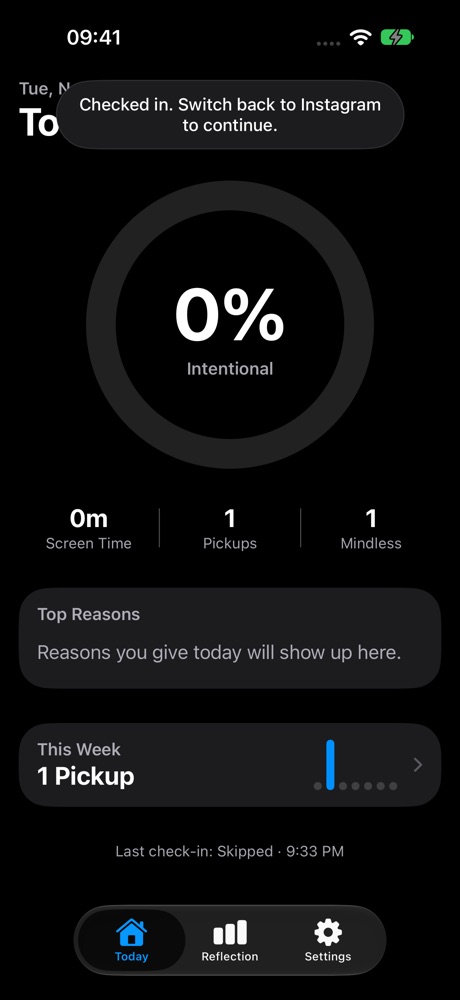 09:41
Tue, N
To
Checked in. Switch back to Instagram
to continue.
0%
Intentional
0m
Screen Time
1
Pickups
1
Mindless
Top Reasons
Reasons you give today will show up here.
This Week
1 Pickup
Last check-in: Skipped · 9:33 PM
Today
Reflection
Settings